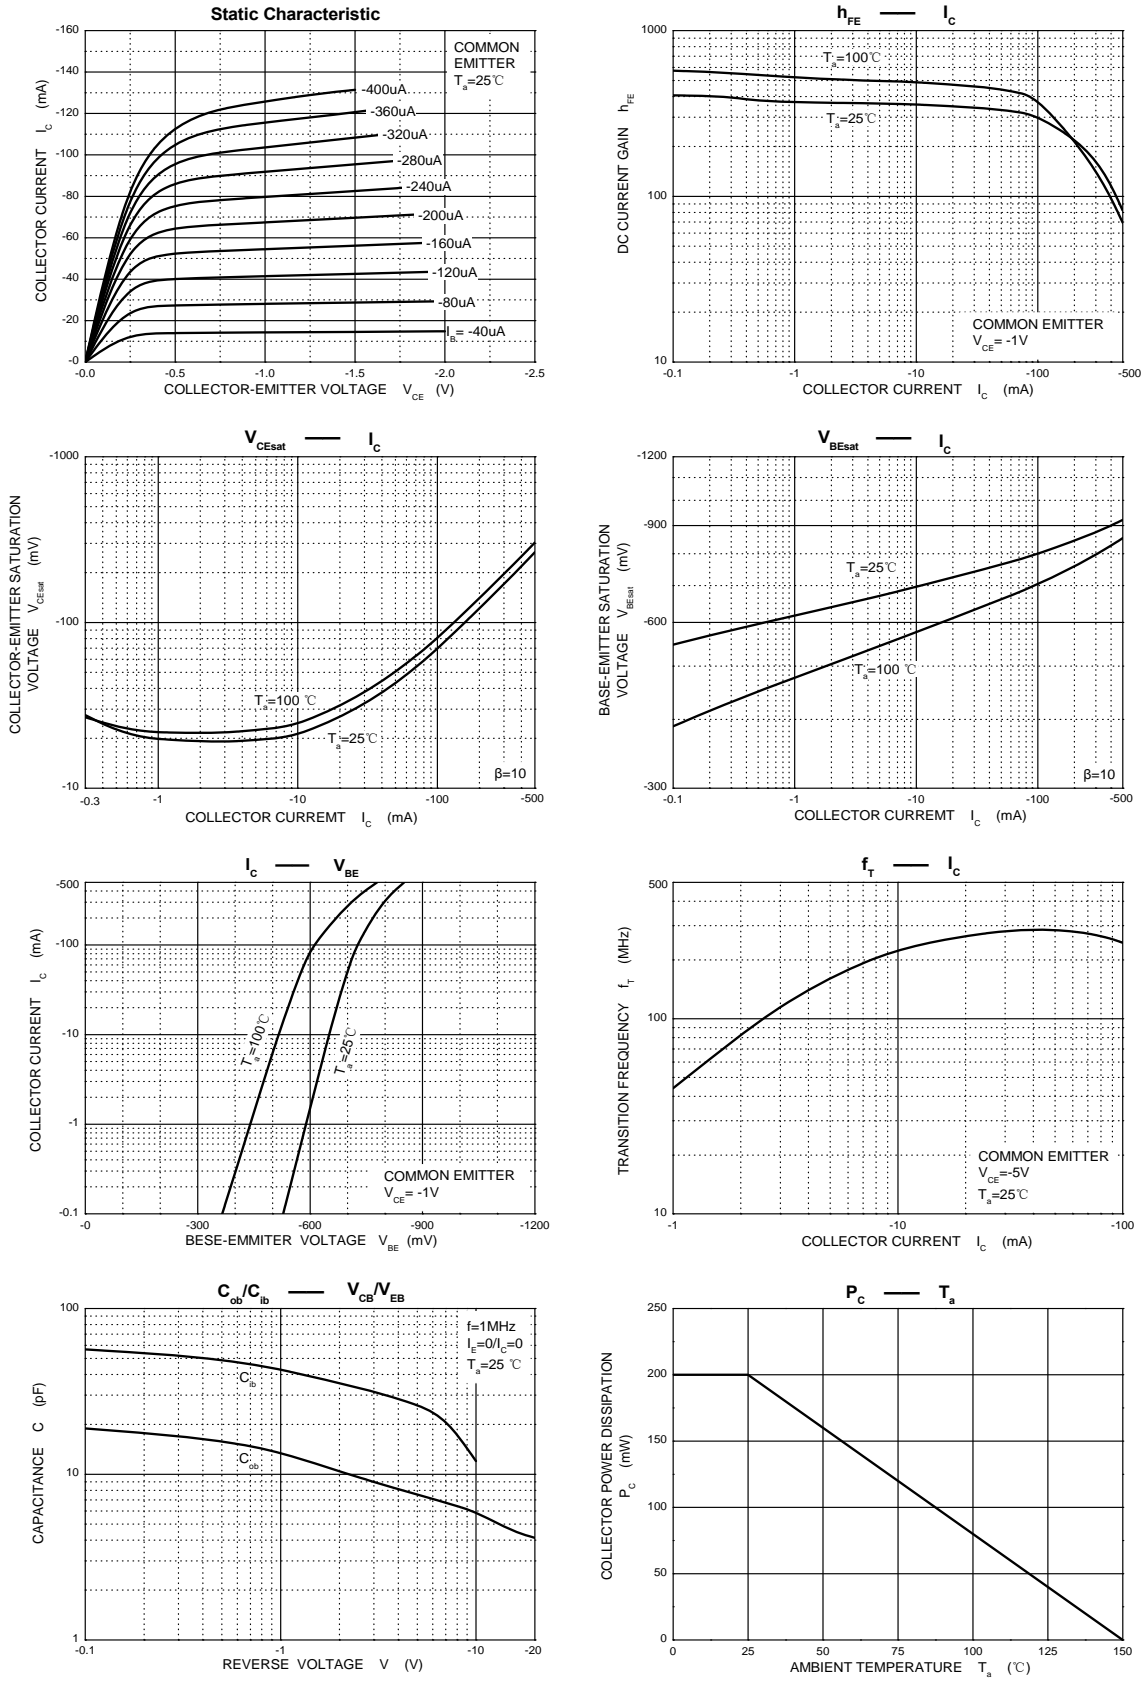 Static Characteristic
-160
-140
-120
-100
-80
-60
-40
-20
-0
COLLECTOR CURRENT I_C (mA)
COMMON
EMITTER
T_a=25℃
-400uA
-360uA
-320uA
-280uA
-240uA
-200uA
-160uA
-120uA
-80uA
I_B= -40uA
-0.0 -0.5 -1.0 -1.5 -2.0 -2.5
COLLECTOR-EMITTER VOLTAGE V_CE (V)
h_FE —— I_C
1000
100
10
DC CURRENT GAIN h_FE
T_a=100℃
T_a=25℃
COMMON EMITTER
V_CE= -1V
-0.1 -1 -10 -100 -500
COLLECTOR CURRENT I_C (mA)
V_CEsat —— I_C
-1000
-100
-10
COLLECTOR-EMITTER SATURATION
VOLTAGE V_CEsat (mV)
T_a=100 ℃
T_a=25℃
β=10
-0.3 -1 -10 -100 -500
COLLECTOR CURREMT I_C (mA)
V_BEsat —— I_C
-1200
-900
-600
-300
BASE-EMITTER SATURATION
VOLTAGE V_BEsat (mV)
T_a=25℃
T_a=100 ℃
β=10
-0.1 -1 -10 -100 -500
COLLECTOR CURREMT I_C (mA)
I_C —— V_BE
-500
-100
-10
-1
-0.1
COLLECTOR CURRENT I_C (mA)
T_a=100℃
T_a=25℃
COMMON EMITTER
V_CE= -1V
-0 -300 -600 -900 -1200
BESE-EMMITER VOLTAGE V_BE (mV)
f_T —— I_C
500
100
10
TRANSITION FREQUENCY f_T (MHz)
COMMON EMITTER
V_CE=-5V
T_a=25℃
-1 -10 -100
COLLECTOR CURRENT I_C (mA)
C_ob/C_ib —— V_CB/V_EB
100
10
1
CAPACITANCE C (pF)
f=1MHz
I_E=0/I_C=0
T_a=25 ℃
C_ib
C_ob
-0.1 -1 -10 -20
REVERSE VOLTAGE V (V)
P_C —— T_a
250
200
150
100
50
0
COLLECTOR POWER DISSIPATION
P_C (mW)
0 25 50 75 100 125 150
AMBIENT TEMPERATURE T_a (℃)